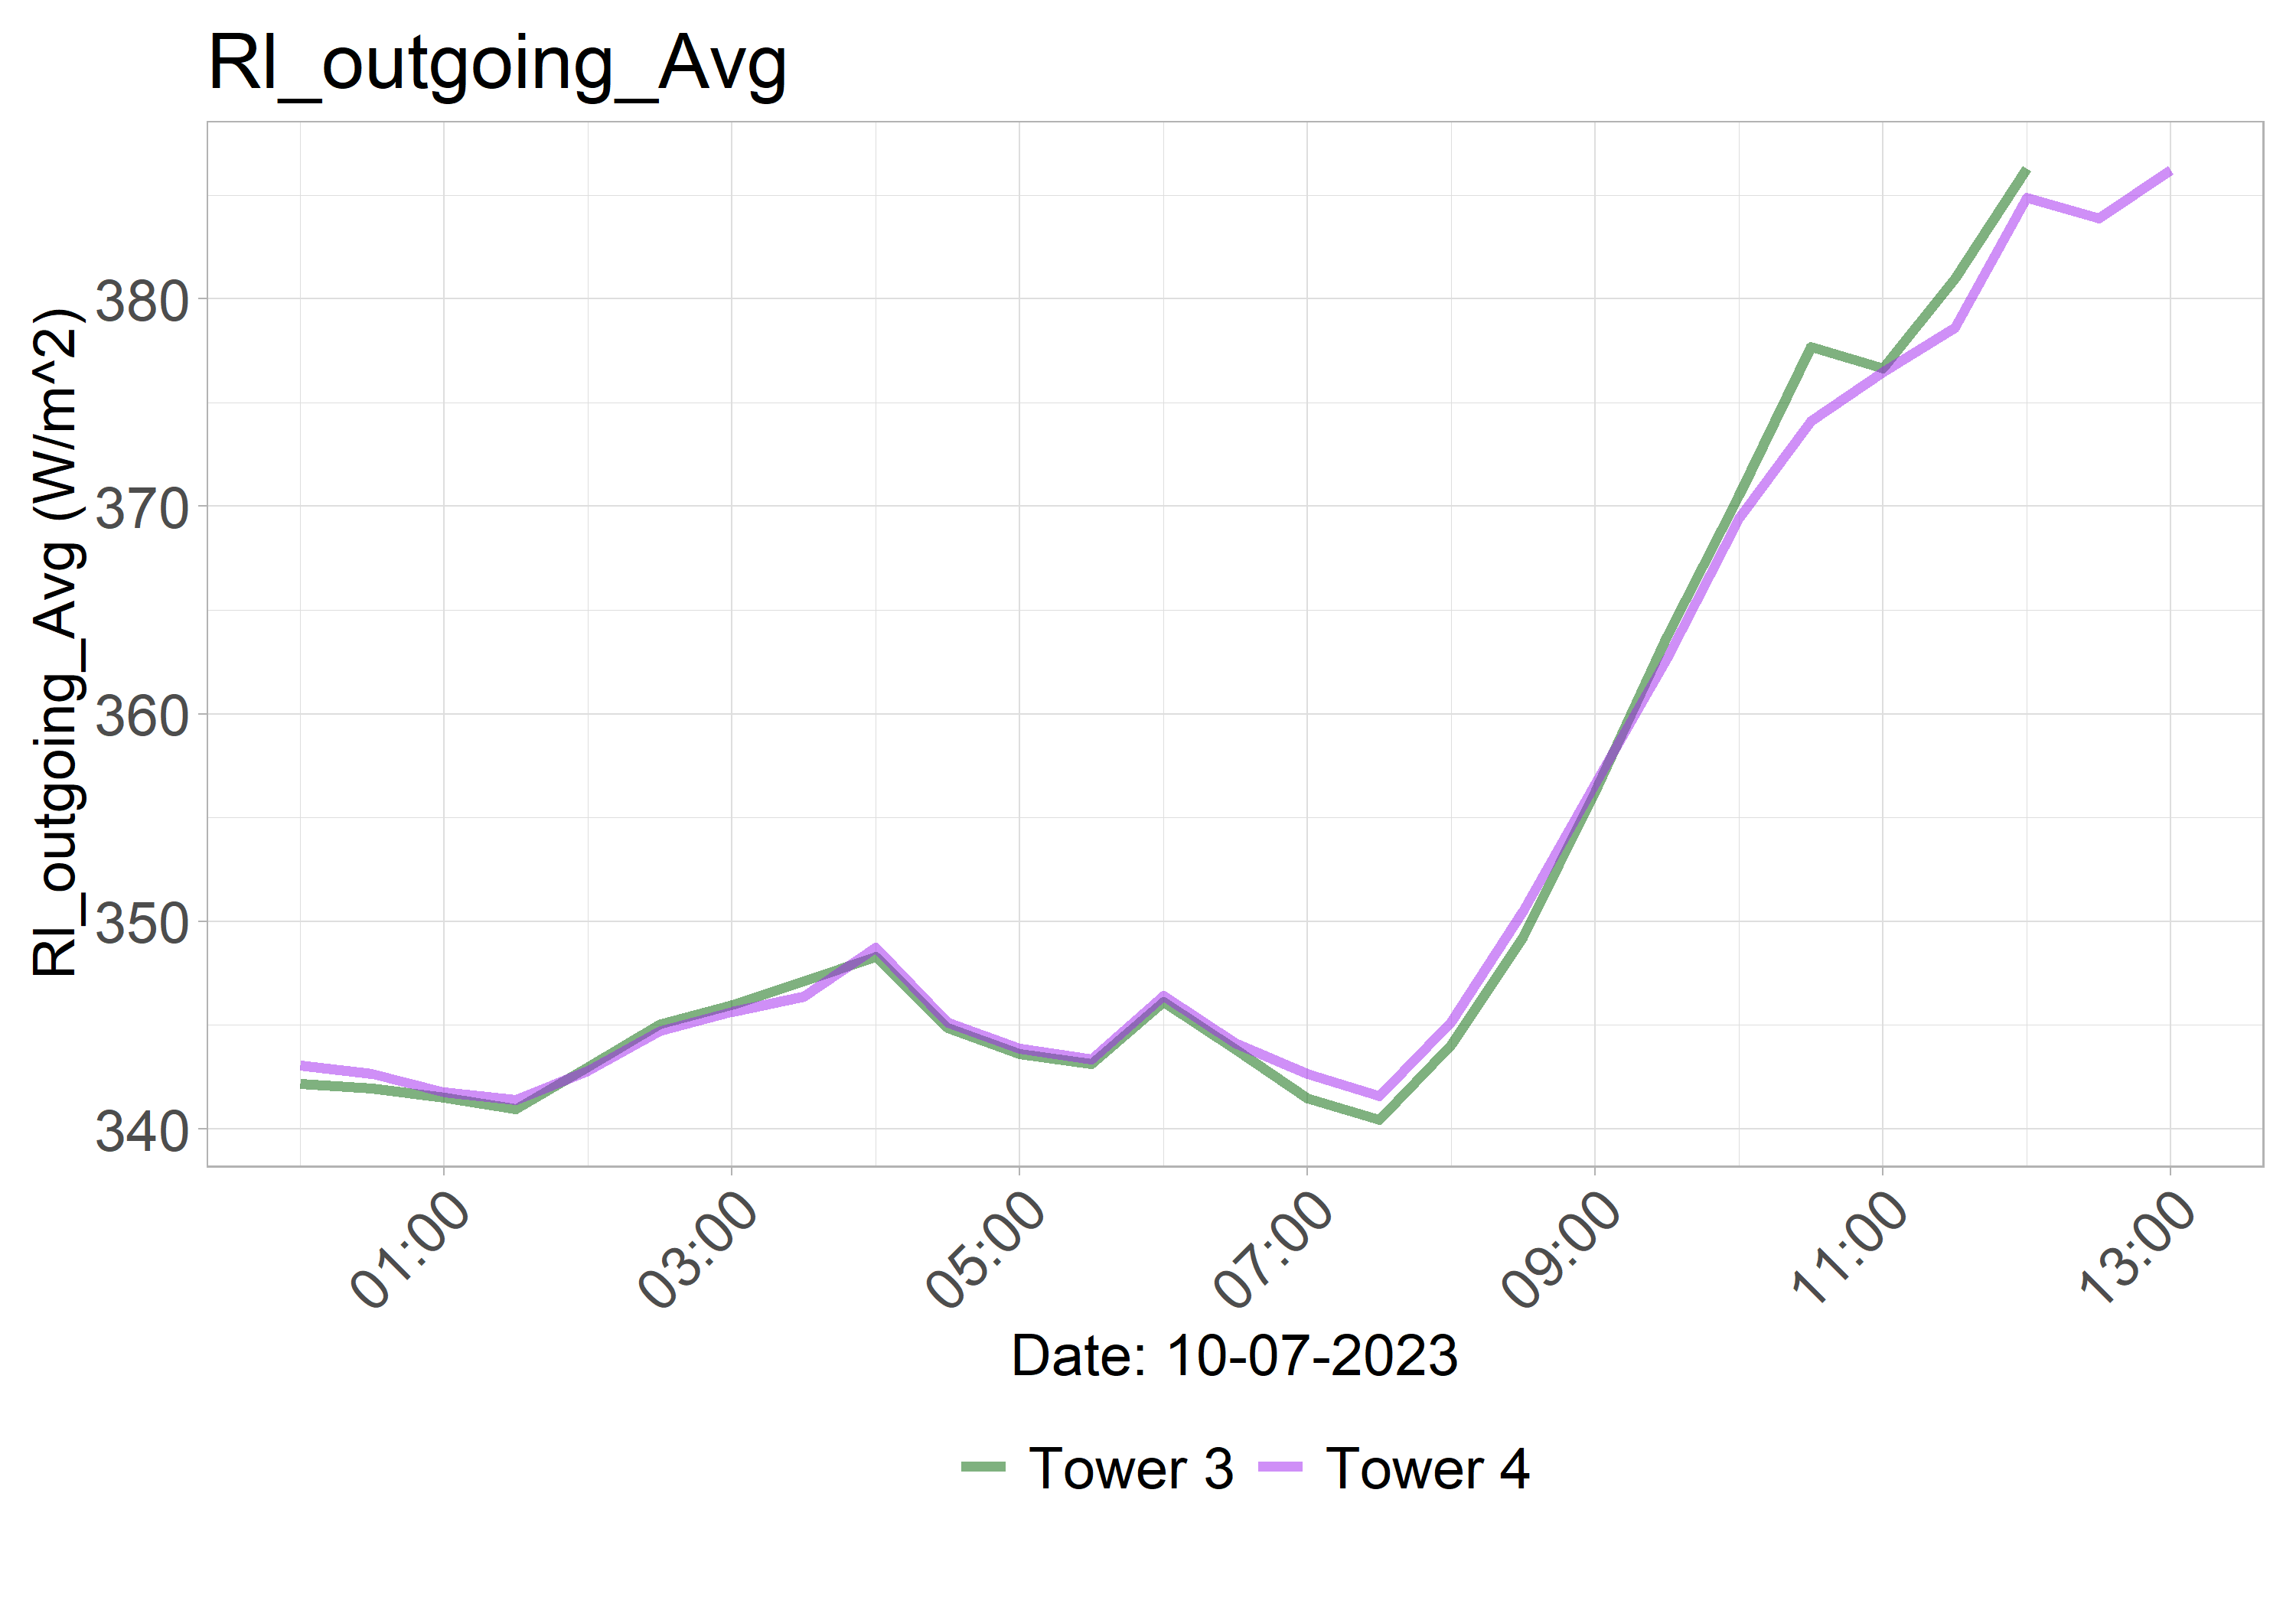 Rl_outgoing_Avg
Rl_outgoing_Avg (W/m^2)
380
370
360
350
340
01:00 03:00 05:00 07:00 09:00 11:00 13:00
Date: 10-07-2023
Tower 3 Tower 4